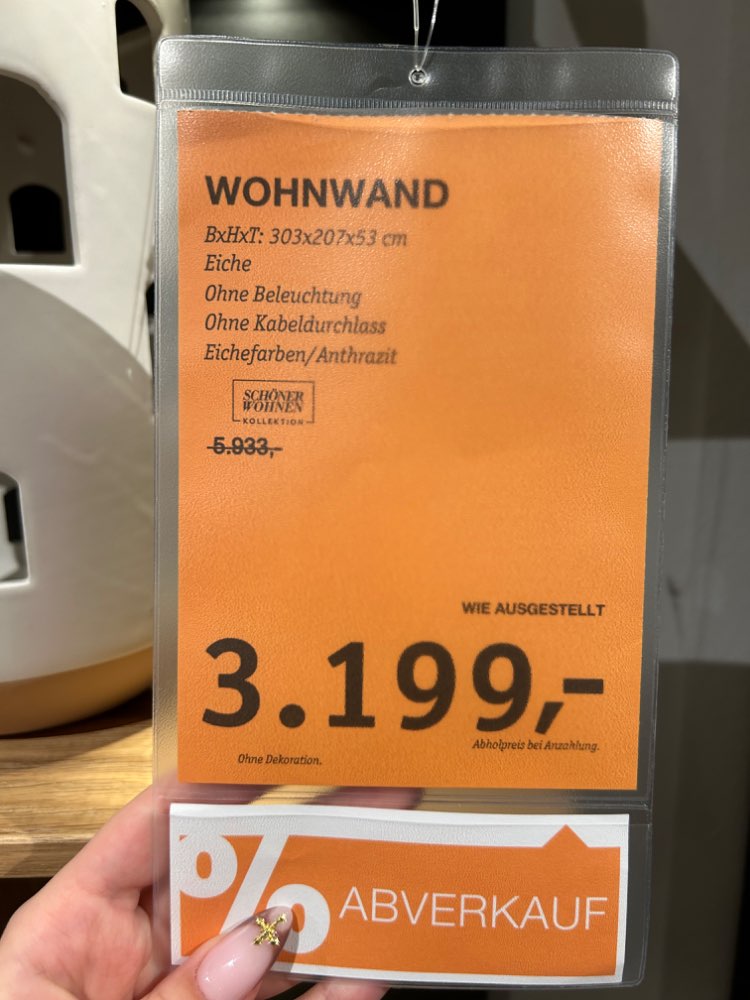 WOHNWAND
BxHxT: 303x207x53 cm
Eiche
Ohne Beleuchtung
Ohne Kabeldurchlass
Eichefarben/Anthrazit
SCHÖNER
WOHNEN
KOLLEKTION
5.933,-
WIE AUSGESTELLT
3.199,-
Abholpreis bei Anzahlung.
Ohne Dekoration.
% ABVERKAUF